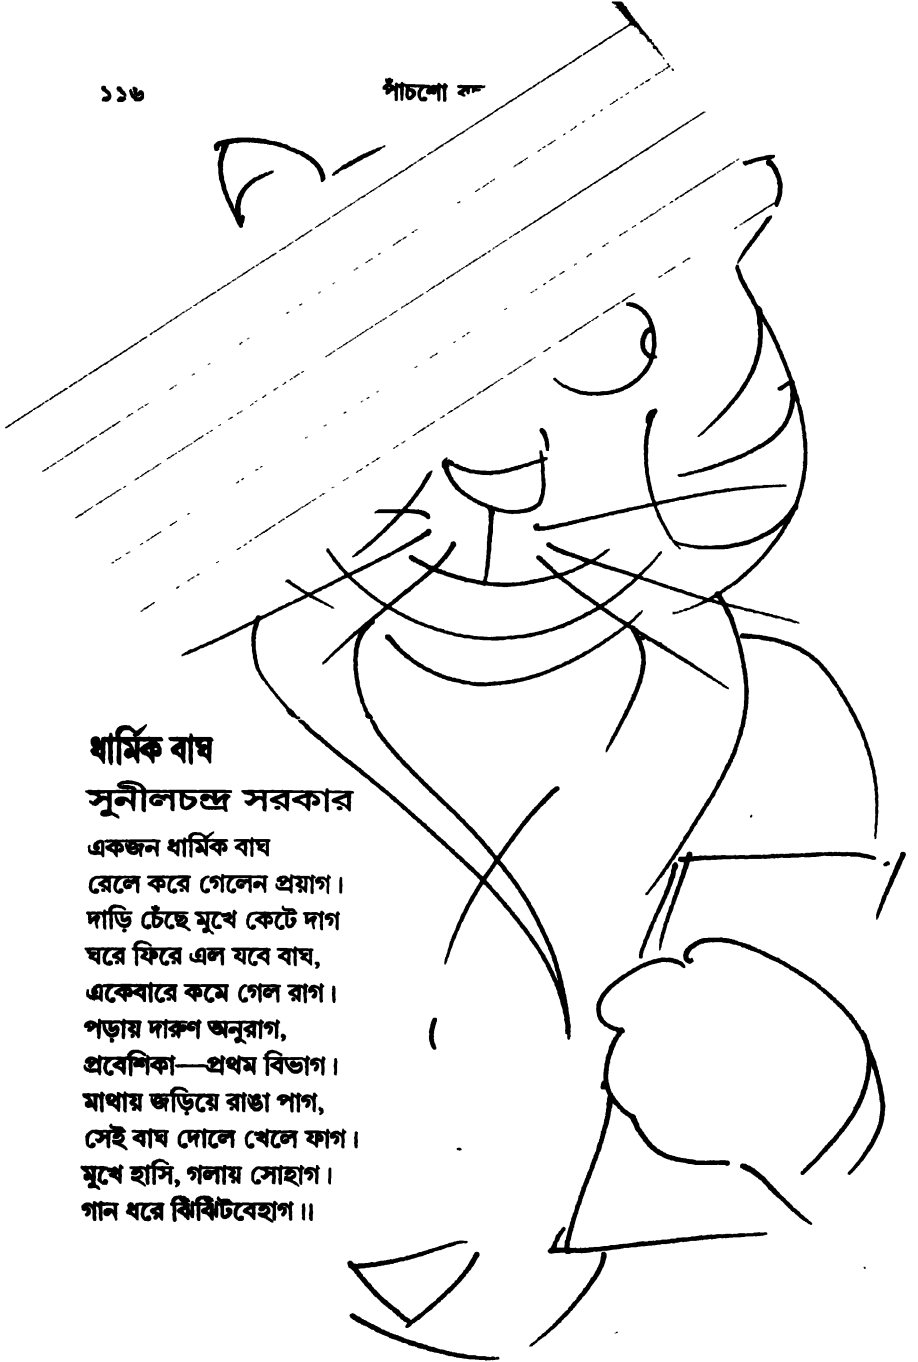 ১১৬ পাঁচশো
ধার্মিক বাঘ
সুনীলচন্দ্র সরকার
একজন ধার্মিক বাঘ
রেলে করে গেলেন প্রয়াগ।
দাড়ি চেঁছে মুখে কেটে দাগ
ঘরে ফিরে এল যবে বাঘ,
একেবারে কমে গেল রাগ।
পড়ায় দারুণ অনুরাগ,
প্রবেশিকা—প্রথম বিভাগ।
মাথায় জড়িয়ে রাঙা পাগ,
সেই বাঘ দোলে খেলে ফাগ।
মুখে হাসি, গলায় সোহাগ।
গান ধরে ঝিঁঝিঁটবেহাগ॥